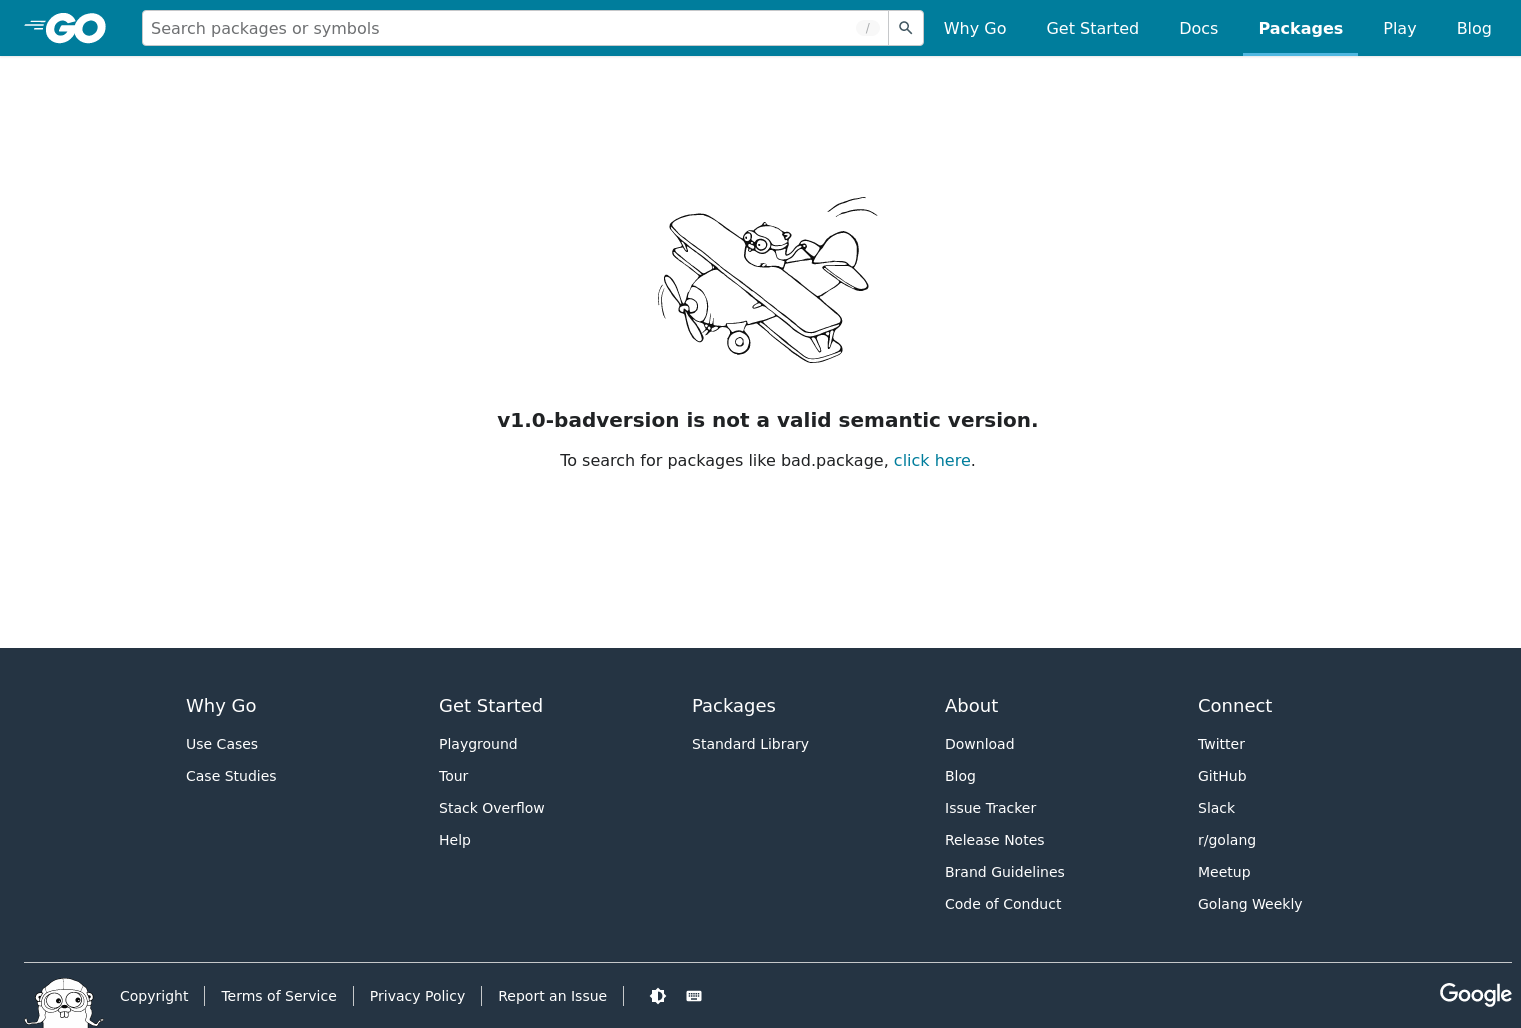 GO
Search packages or symbols
/
Why Go
Get Started
Docs
Packages
Play
Blog
v1.0-badversion is not a valid semantic version.
To search for packages like bad.package, click here.
Why Go
Use Cases
Case Studies
Get Started
Playground
Tour
Stack Overflow
Help
Packages
Standard Library
About
Download
Blog
Issue Tracker
Release Notes
Brand Guidelines
Code of Conduct
Connect
Twitter
GitHub
Slack
r/golang
Meetup
Golang Weekly
Copyright
Terms of Service
Privacy Policy
Report an Issue
Google